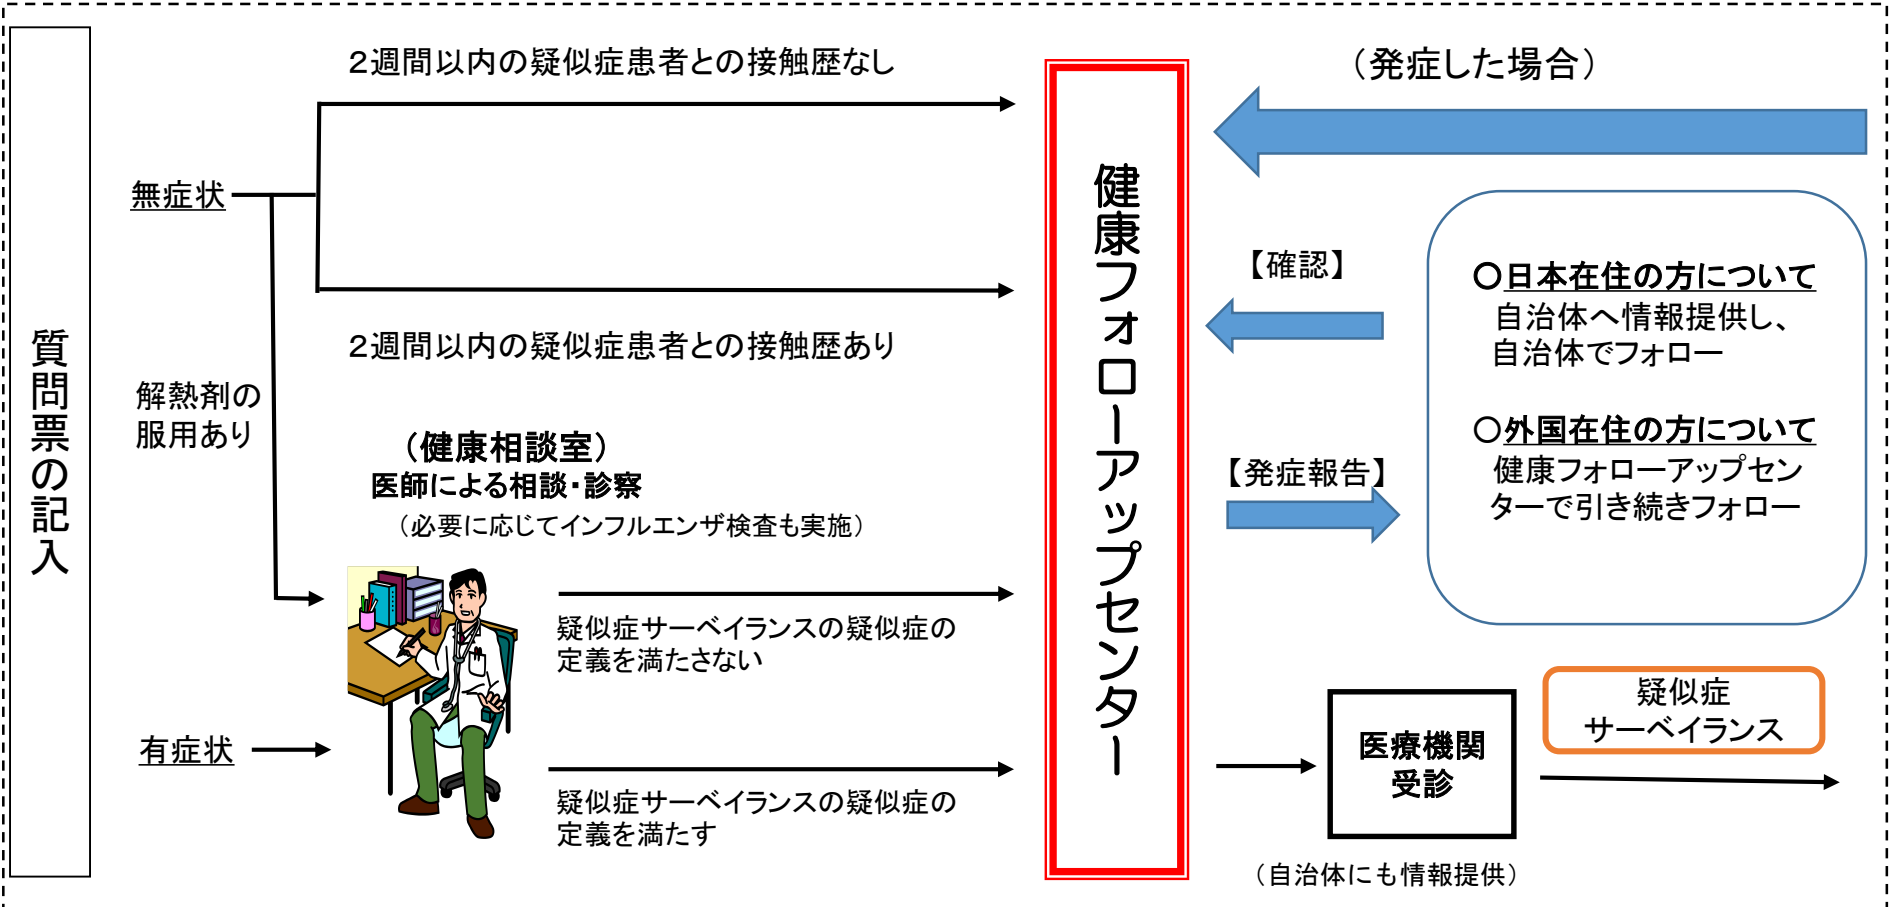 質問票の記入
２週間以内の疑似症患者との接触歴なし
無症状
２週間以内の疑似症患者との接触歴あり
解熱剤の
服用あり
（健康相談室）
医師による相談・診察
（必要に応じてインフルエンザ検査も実施）
疑似症サーベイランスの疑似症の
定義を満たさない
有症状
疑似症サーベイランスの疑似症の
定義を満たす
健康フォローアップセンター
（発症した場合）
【確認】
【発症報告】
〇日本在住の方について
自治体へ情報提供し、
自治体でフォロー
〇外国在住の方について
健康フォローアップセン
ターで引き続きフォロー
医療機関
受診
（自治体にも情報提供）
疑似症
サーベイランス